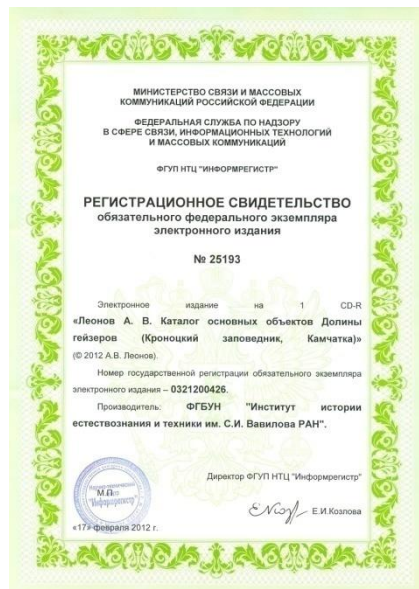 МИНИСТЕРСТВО СВЯЗИ И МАССОВЫХ
КОММУНИКАЦИЙ РОССИЙСКОЙ ФЕДЕРАЦИИ
ФЕДЕРАЛЬНАЯ СЛУЖБА ПО НАДЗОРУ
В СФЕРЕ СВЯЗИ, ИНФОРМАЦИОННЫХ ТЕХНОЛОГИЙ
И МАССОВЫХ КОММУНИКАЦИЙ
ФГУП НТЦ "ИНФОРМРЕГИСТР"
РЕГИСТРАЦИОННОЕ СВИДЕТЕЛЬСТВО
обязательного федерального экземпляра
электронного издания
№ 25193
Электронное издание на 1 CD-R
«Леонов А. В. Каталог основных объектов Долины
гейзеров (Кроноцкий заповедник, Камчатка)»
(© 2012 А.В. Леонов).
Номер государственной регистрации обязательного экземпляра
электронного издания – 0321200426.
Производитель: ФГБУН "Институт истории
естествознания и техники им. С.И. Вавилова РАН".
Директор ФГУП НТЦ "Информрегистр"
М.П.
"Информрегистр"
Е.И.Козлова
«17» февраля 2012 г.